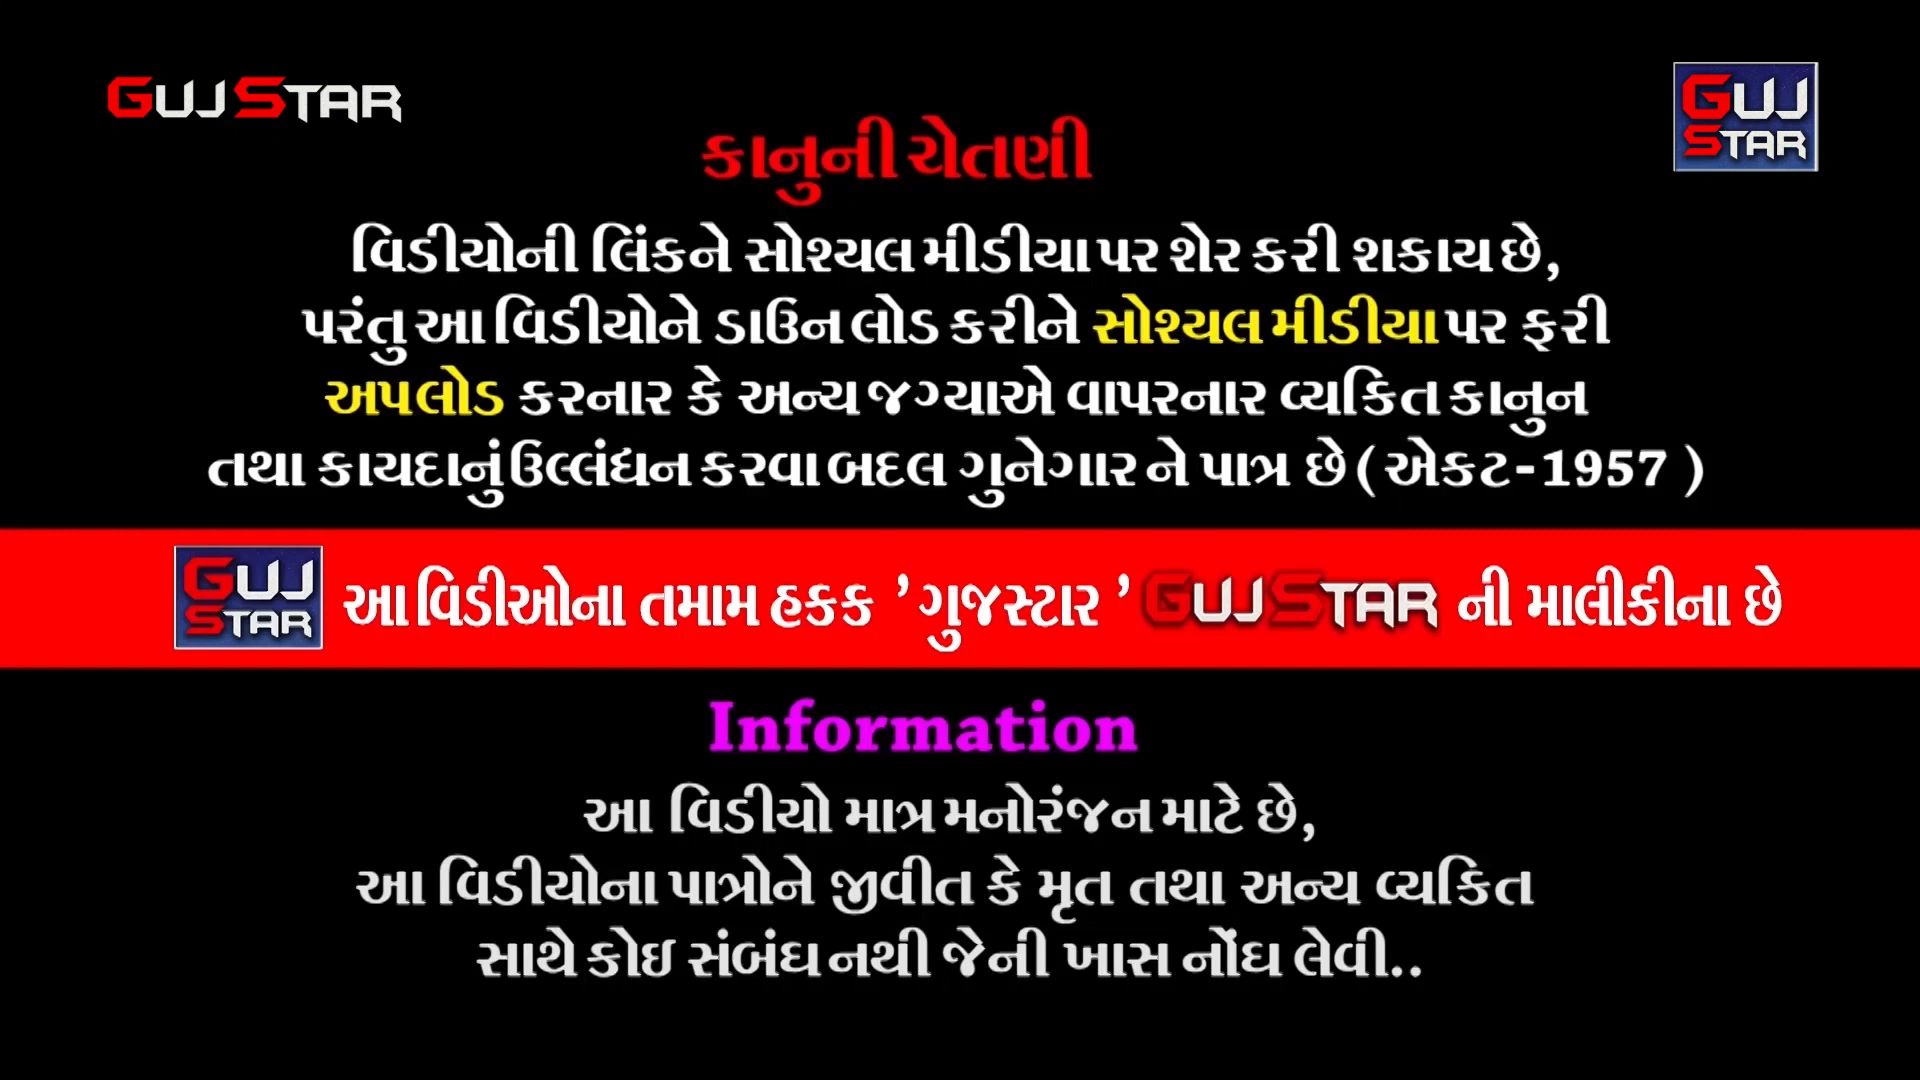 GUJ STAR
GUJ
STAR
કાનુની ચેતણી
વિડીયોની લિંકને સોશ્યલ મીડીયા પર શેર કરી શકાય છે,
પરંતુ આ વિડીયોને ડાઉન લોડ કરીને સોશ્યલ મીડીયા પર ફરી
અપલોડ કરનાર કે અન્ય જગ્યાએ વાપરનાર વ્યકિત કાનુન
તથા કાયદાનું ઉલ્લંઘન કરવા બદલ ગુનેગાર ને પાત્ર છે ( એકટ-1957 )
GUJ
STAR
આ વિડીઓના તમામ હકક ’ ગુજસ્ટાર ’ GUJ STAR ની માલીકીના છે
Information
આ વિડીયો માત્ર મનોરંજન માટે છે,
આ વિડીયોના પાત્રોને જીવીત કે મૃત તથા અન્ય વ્યકિત
સાથે કોઇ સંબંઘ નથી જેની ખાસ નોંઘ લેવી..